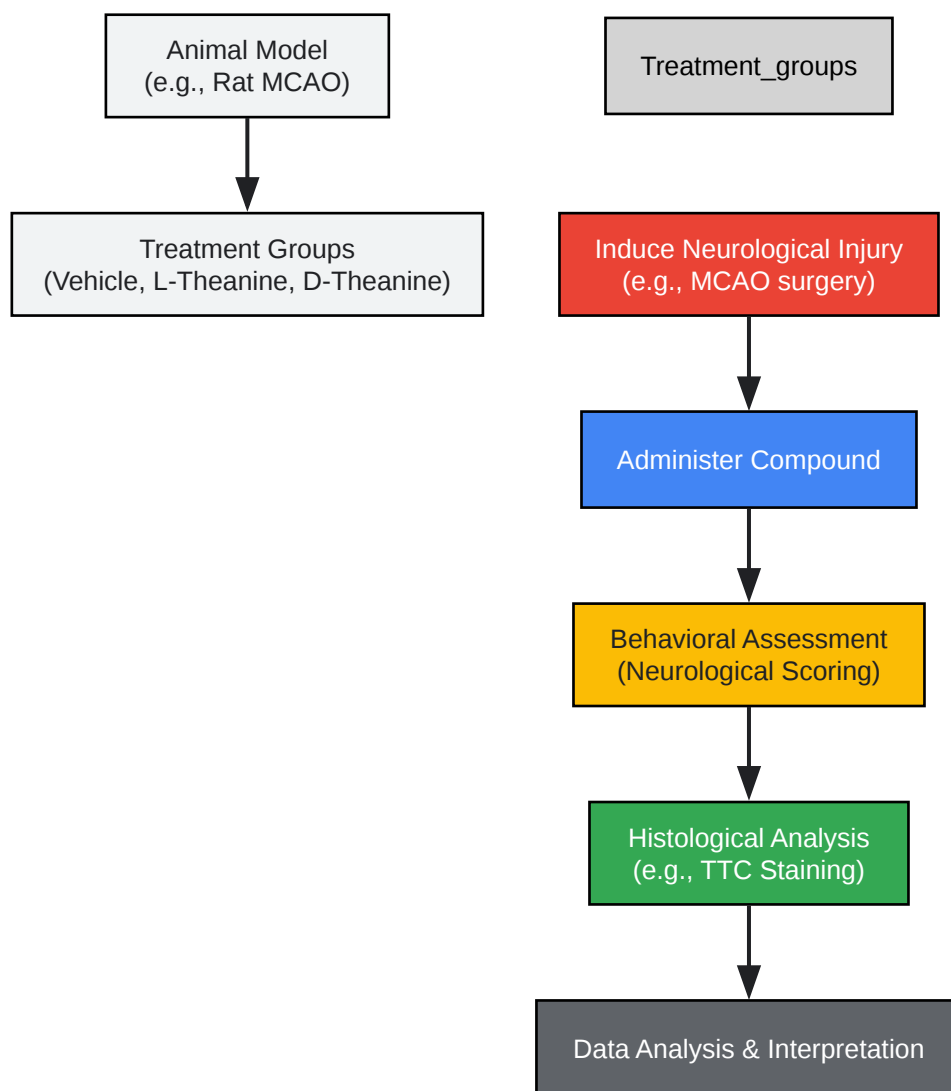 Animal Model
(e.g., Rat MCAO)
Treatment_groups
Treatment Groups
(Vehicle, L-Theanine, D-Theanine)
Induce Neurological Injury
(e.g., MCAO surgery)
Administer Compound
Behavioral Assessment
(Neurological Scoring)
Histological Analysis
(e.g., TTC Staining)
Data Analysis & Interpretation